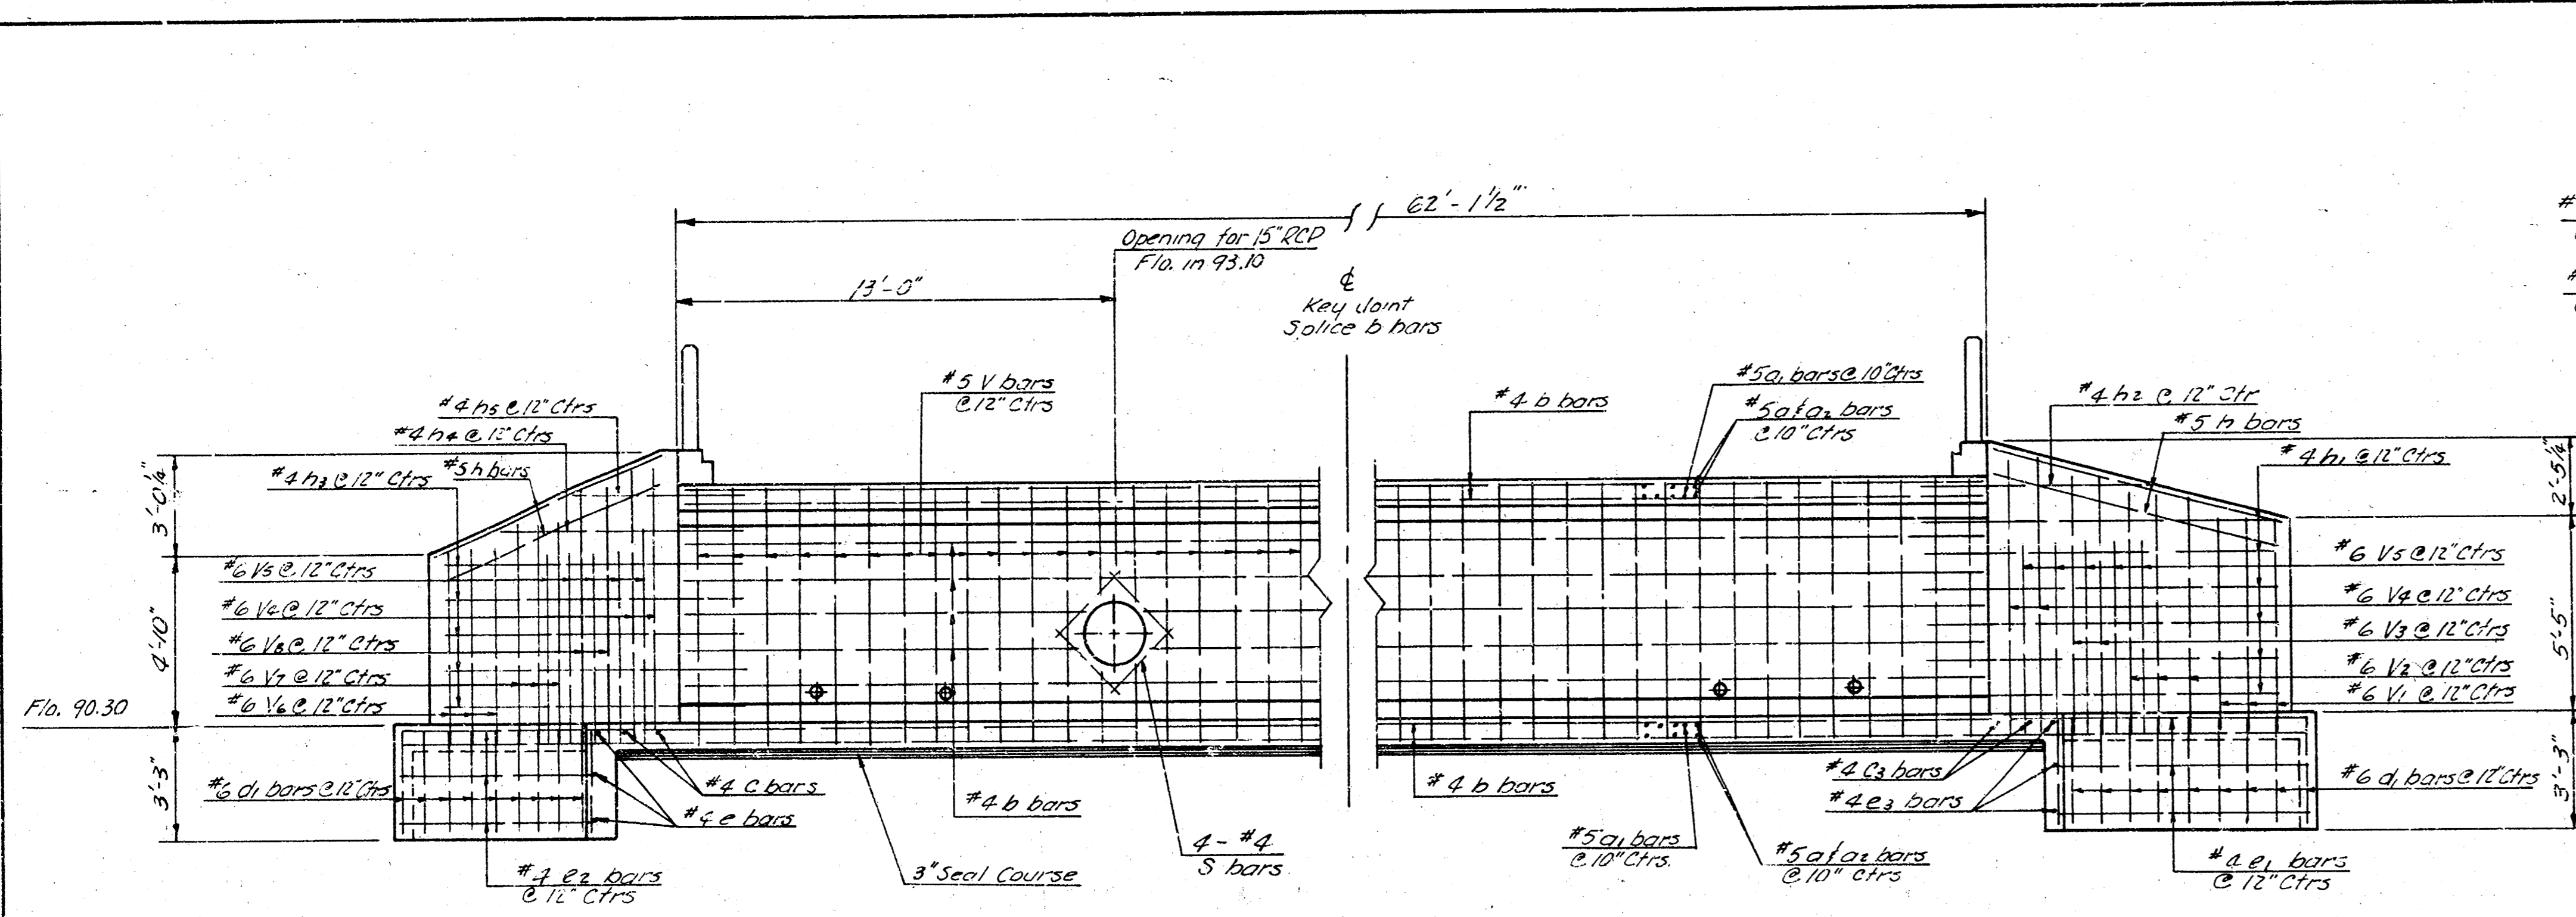 62'-1½"
Opening for 15" RCP
Flo. in 93.10
13'-0"
℄
Key Joint
Splice b bars
#5 V bars
@ 12" Ctrs
#4 b bars
#5 a₁ bars @ 10" Ctrs
#5 a & a₂ bars
@ 10" Ctrs
#4 h₂ @ 12" Ctr
#5 h bars
#4 h₁ @ 12" Ctrs
#4 h₅ @ 12" Ctrs
#4 h₄ @ 12" Ctrs
#4 h₃ @ 12" Ctrs
#5 h bars
3'-0¼"
2'-5¼"
#6 V₅ @ 12" Ctrs
#6 V₄ @ 12" Ctrs
#6 V₈ @ 12" Ctrs
#6 V₇ @ 12" Ctrs
#6 V₆ @ 12" Ctrs
4'-10"
Flo. 90.30
#6 V₅ @ 12" Ctrs
#6 V₄ @ 12" Ctrs
#6 V₃ @ 12" Ctrs
#6 V₂ @ 12" Ctrs
#6 V₁ @ 12" Ctrs
5'-5"
3'-3"
#6 d₁ bars @ 12" Ctrs
#4 c bars
#4 e bars
#4 b bars
#4 b bars
#4 c₃ bars
#4 e₃ bars
#6 d₁ bars @ 12" Ctrs
3'-3"
#4 e₂ bars
@ 12" Ctrs
3" Seal Course
4 - #4
S bars
#5 a₁ bars
@ 10" Ctrs.
#5 a & a₂ bars
@ 10" Ctrs
#4 e₁ bars
@ 12" Ctrs
#
#